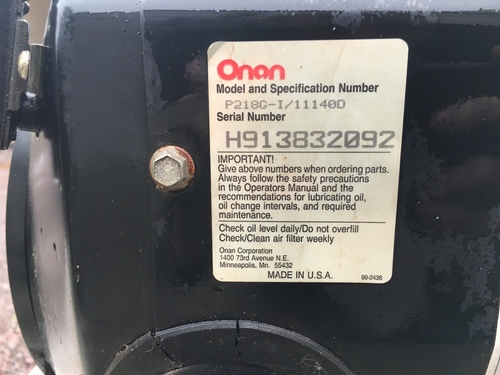 Onan
Model and Specification Number
P218G-I/11140D
Serial Number
H913832092
IMPORTANT!
Give above numbers when ordering parts.
Always follow the safety precautions
in the Operators Manual and the
recommendations for lubricating oil,
oil change intervals, and required
maintenance.
Check oil level daily/Do not overfill
Check/Clean air filter weekly
Onan Corporation
1400 73rd Avenue N.E.
Minneapolis, Mn. 55432
MADE IN U.S.A.
99-2436